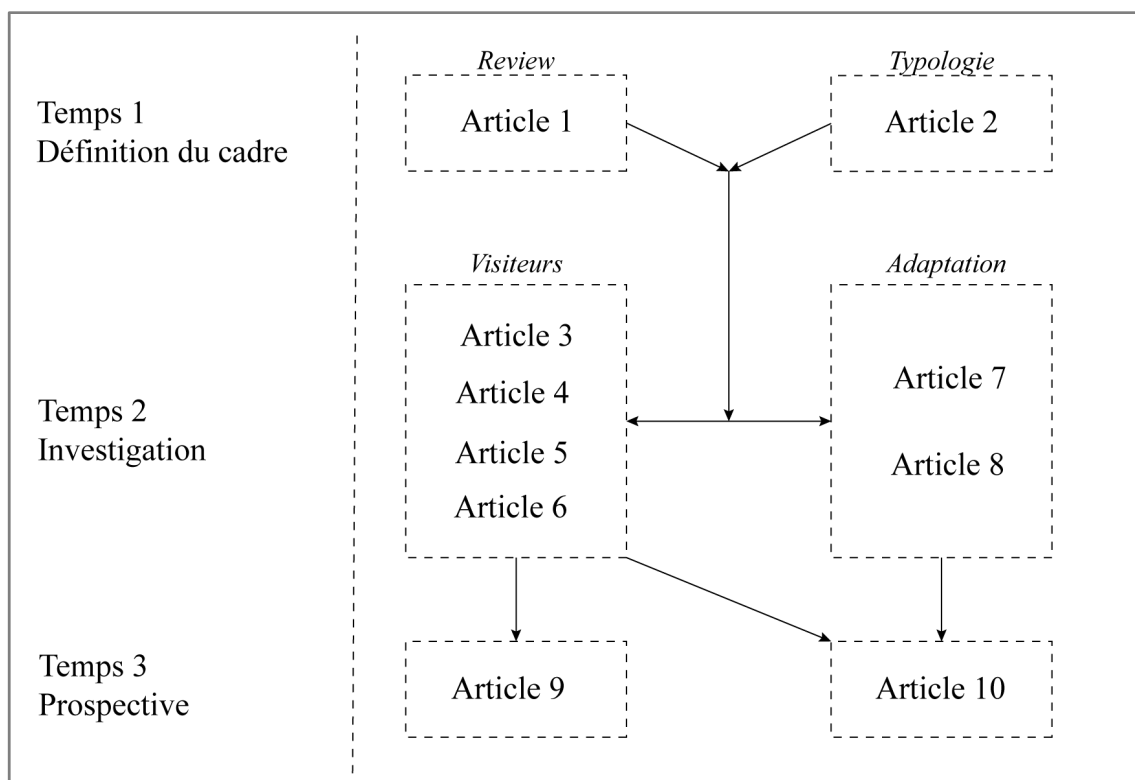 Temps 1
Définition du cadre
Review
Article 1
Typologie
Article 2
Temps 2
Investigation
Visiteurs
Article 3
Article 4
Article 5
Article 6
Adaptation
Article 7
Article 8
Temps 3
Prospective
Article 9
Article 10